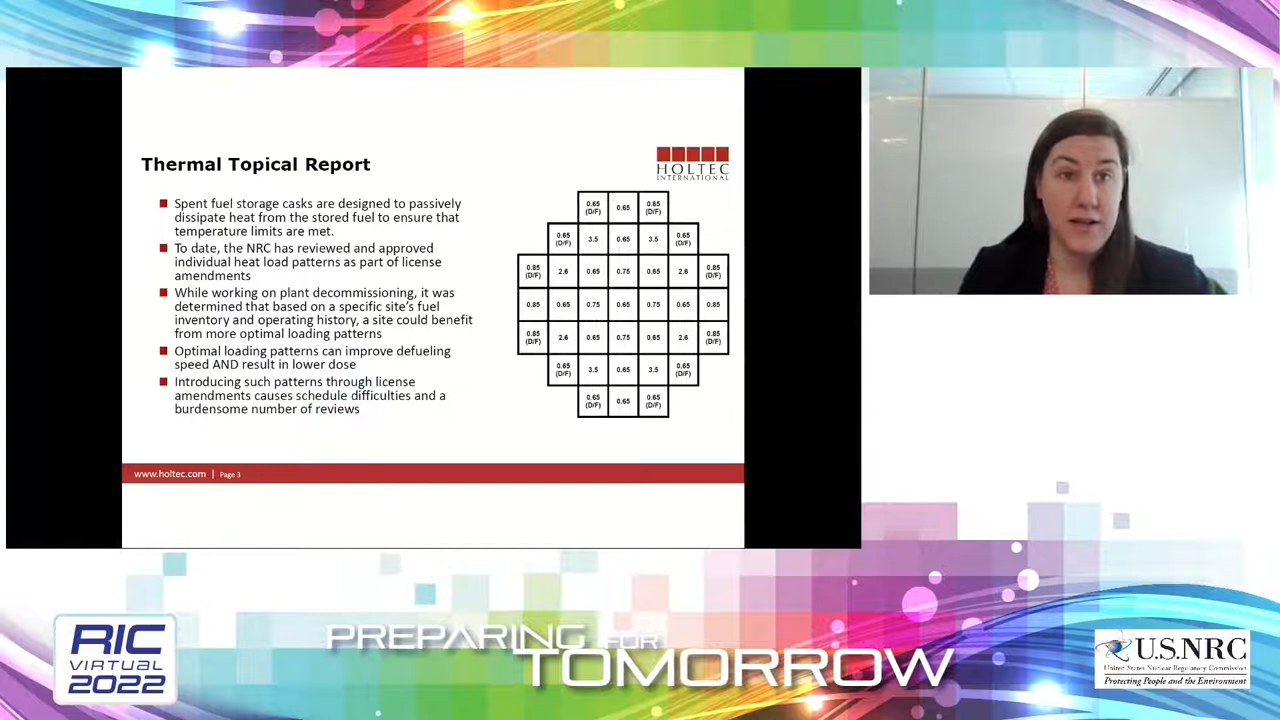 Thermal Topical Report
HOLTEC
INTERNATIONAL
Spent fuel storage casks are designed to passively
dissipate heat from the stored fuel to ensure that
temperature limits are met.
To date, the NRC has reviewed and approved
individual heat load patterns as part of license
amendments
While working on plant decommissioning, it was
determined that based on a specific site's fuel
inventory and operating history, a site could benefit
from more optimal loading patterns
Optimal loading patterns can improve defueling
speed AND result in lower dose
Introducing such patterns through license
amendments causes schedule difficulties and a
burdensome number of reviews
0.65 (D/F) 0.65 0.65 (D/F)
0.65 (D/F) 3.5 0.65 3.5 0.65 (D/F)
0.85 (D/F) 2.6 0.65 0.75 0.65 2.6 0.85 (D/F)
0.85 0.65 0.75 0.65 0.75 0.65 0.85
0.85 (D/F) 2.6 0.65 0.75 0.65 2.6 0.85 (D/F)
0.65 (D/F) 3.5 0.65 3.5 0.65 (D/F)
0.65 (D/F) 0.65 0.65 (D/F)
www.holtec.com | Page 3
RIC
VIRTUAL
2022
PREPARING FOR
TOMORROW
U.S.NRC
United States Nuclear Regulatory Commission
Protecting People and the Environment